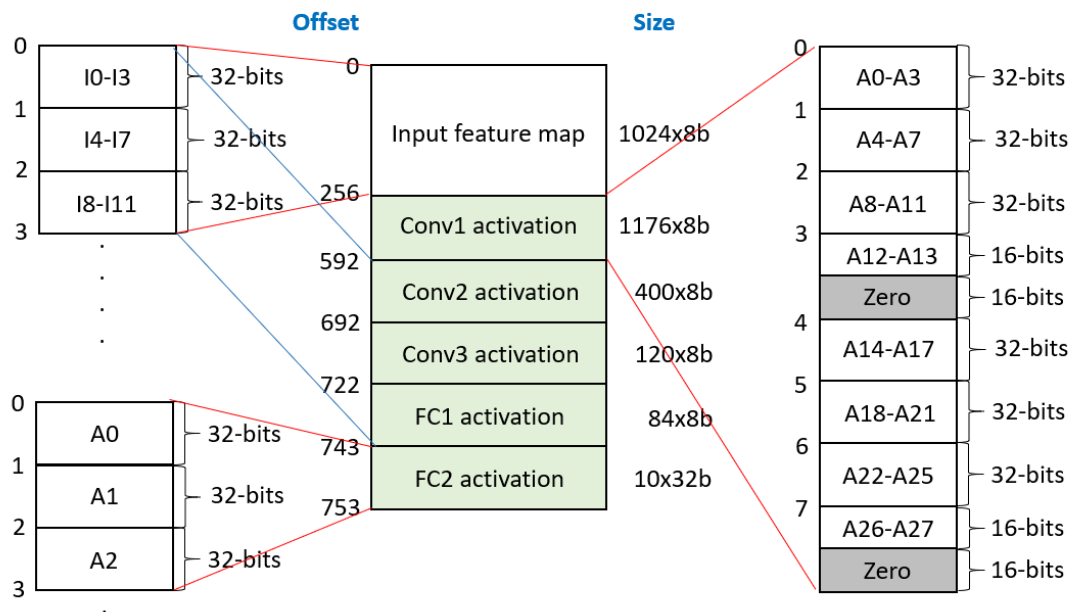 Offset
Size
0
I0-I3
32-bits
1
I4-I7
32-bits
2
I8-I11
32-bits
3
.
.
.
.
0
A0
32-bits
1
A1
32-bits
2
A2
32-bits
3
.
0
Input feature map
1024x8b
256
Conv1 activation
1176x8b
592
Conv2 activation
400x8b
692
Conv3 activation
120x8b
722
FC1 activation
84x8b
743
FC2 activation
10x32b
753
0
A0-A3
32-bits
1
A4-A7
32-bits
2
A8-A11
32-bits
3
A12-A13
16-bits
Zero
16-bits
4
A14-A17
32-bits
5
A18-A21
32-bits
6
A22-A25
32-bits
7
A26-A27
16-bits
Zero
16-bits